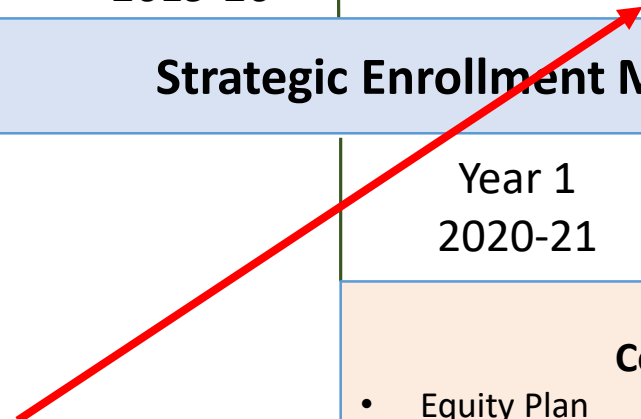 Strategic Enrollment
Year 1
2020-21
• Equity Plan